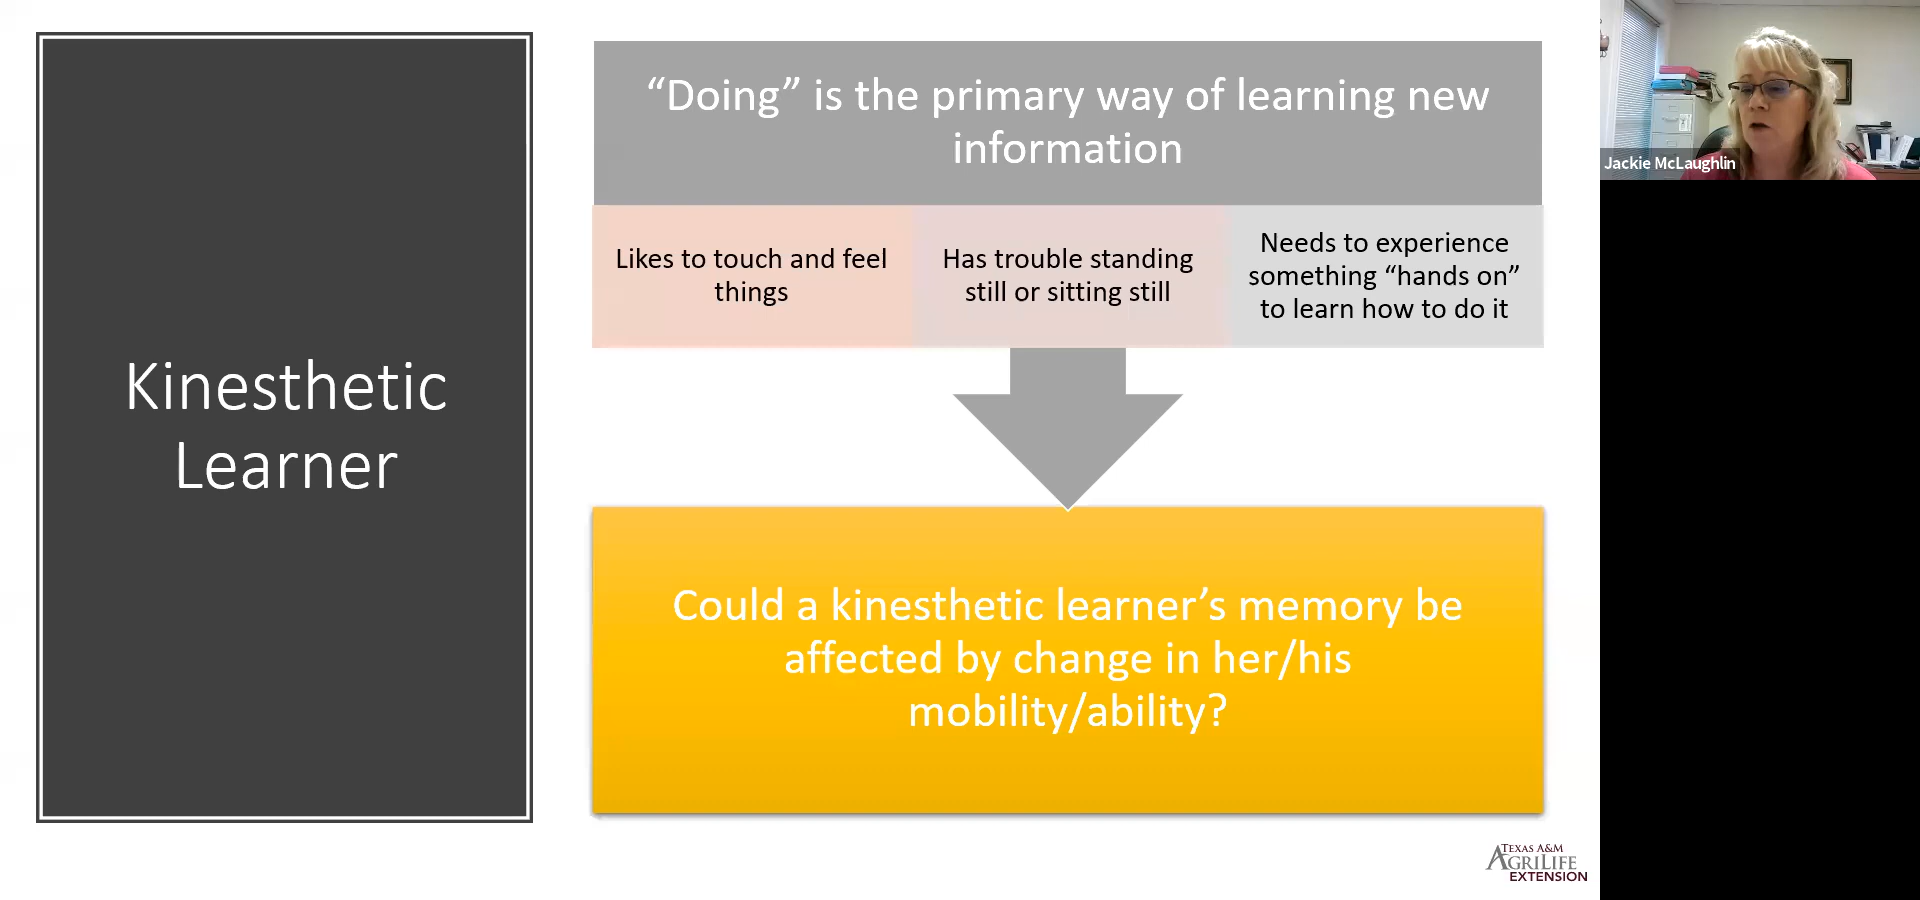 Kinesthetic
Learner
“Doing” is the primary way of learning new
information
Likes to touch and feel
things
Has trouble standing
still or sitting still
Needs to experience
something “hands on”
to learn how to do it
Could a kinesthetic learner’s memory be
affected by change in her/his
mobility/ability?
TEXAS A&M
AGRILIFE
EXTENSION
Jackie McLaughlin